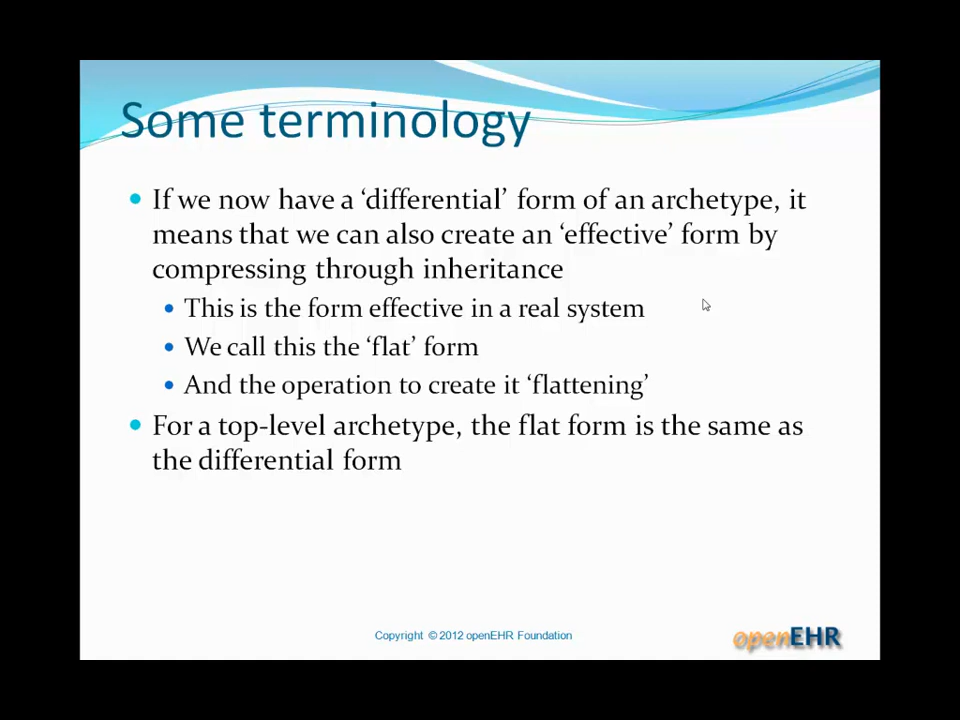 Some terminology
• If we now have a ‘differential’ form of an archetype, it
means that we can also create an ‘effective’ form by
compressing through inheritance
• This is the form effective in a real system
• We call this the ‘flat’ form
• And the operation to create it ‘flattening’
• For a top-level archetype, the flat form is the same as
the differential form
Copyright © 2012 openEHR Foundation
openEHR